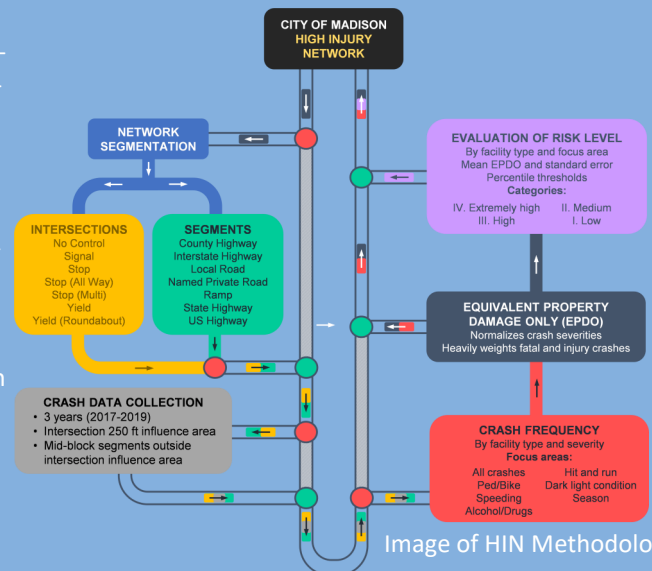 CITY OF MADISON
HIGH INJURY
NETWORK
NETWORK
SEGMENTATION
INTERSECTIONS
No Control
Signal
Stop
Stop (All Way)
Stop (Multi)
Yield
Yield (Roundabout)
SEGMENTS
County Highway
Interstate Highway
Local Road
Named Private Road
Ramp
State Highway
US Highway
CRASH DATA COLLECTION
• 3 years (2017-2019)
• Intersection 250 ft influence area
• Mid-block segments outside
intersection influence area
EVALUATION OF RISK LEVEL
By facility type and focus area
Mean EPDO and standard error
Percentile thresholds
Categories:
IV. Extremely high II. Medium
III. High I. Low
EQUIVALENT PROPERTY
DAMAGE ONLY (EPDO)
Normalizes crash severities
Heavily weights fatal and injury crashes
CRASH FREQUENCY
By facility type and severity
Focus areas:
All crashes Hit and run
Ped/Bike Dark light condition
Speeding Season
Alcohol/Drugs
Image of HIN Methodolo